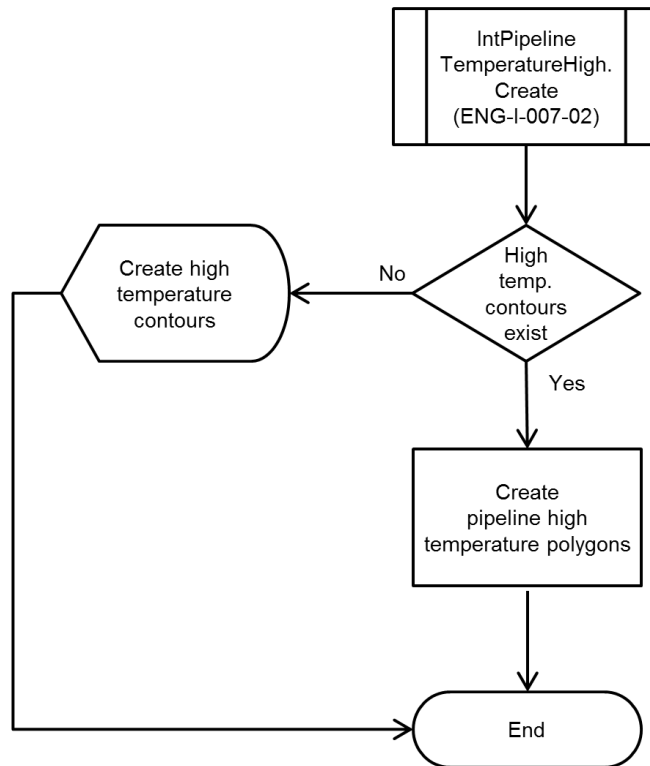 IntPipeline
TemperatureHigh.
Create
(ENG-I-007-02)
High
temp.
contours
exist
No
Create high
temperature
contours
Yes
Create
pipeline high
temperature polygons
End